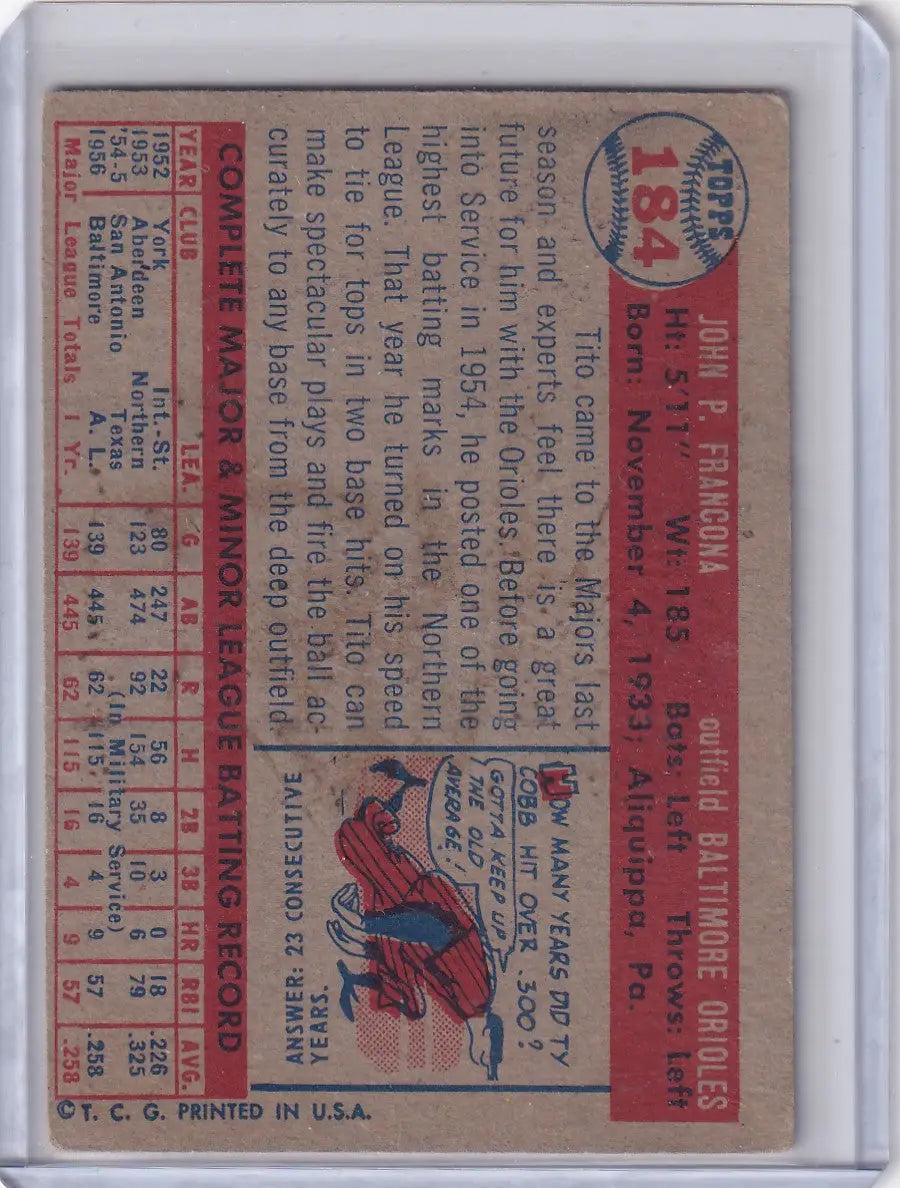 TOPPS
184
JOHN P. FRANCONA outfield BALTIMORE ORIOLES
Ht: 5'11" Wt: 185 Bats: Left Throws: Left
Born: November 4, 1933; Aliquippa, Pa.
Tito came to the Majors last
season and experts feel there is a great
future for him with the Orioles. Before going
into Service in 1954, he posted one of the
highest batting marks in the Northern
League. That year he turned on his speed
to tie for tops in two base hits. Tito can
make spectacular plays and fire the ball ac-
curately to any base from the deep outfield.
HOW MANY YEARS DID TY
COBB HIT OVER .300?
GOTTA KEEP UP
THE OLD
AVERAGE!
ANSWER: 23 CONSECUTIVE
YEARS.
COMPLETE MAJOR & MINOR LEAGUE BATTING RECORD
YEAR CLUB LEA. G AB R H 2B 3B HR RBI AVG.
1952 York Int.-St. 80 247 22 56 8 3 0 18 .226
1953 Aberdeen Northern 123 474 92 154 35 10 6 79 .325
'54-5 San Antonio Texas (In Military Service)
1956 Baltimore A. L. 139 445 62 115 16 4 9 57 .258
Major League Totals 1 Yr. 139 445 62 115 16 4 9 57 .258
© T. C. G. PRINTED IN U.S.A.